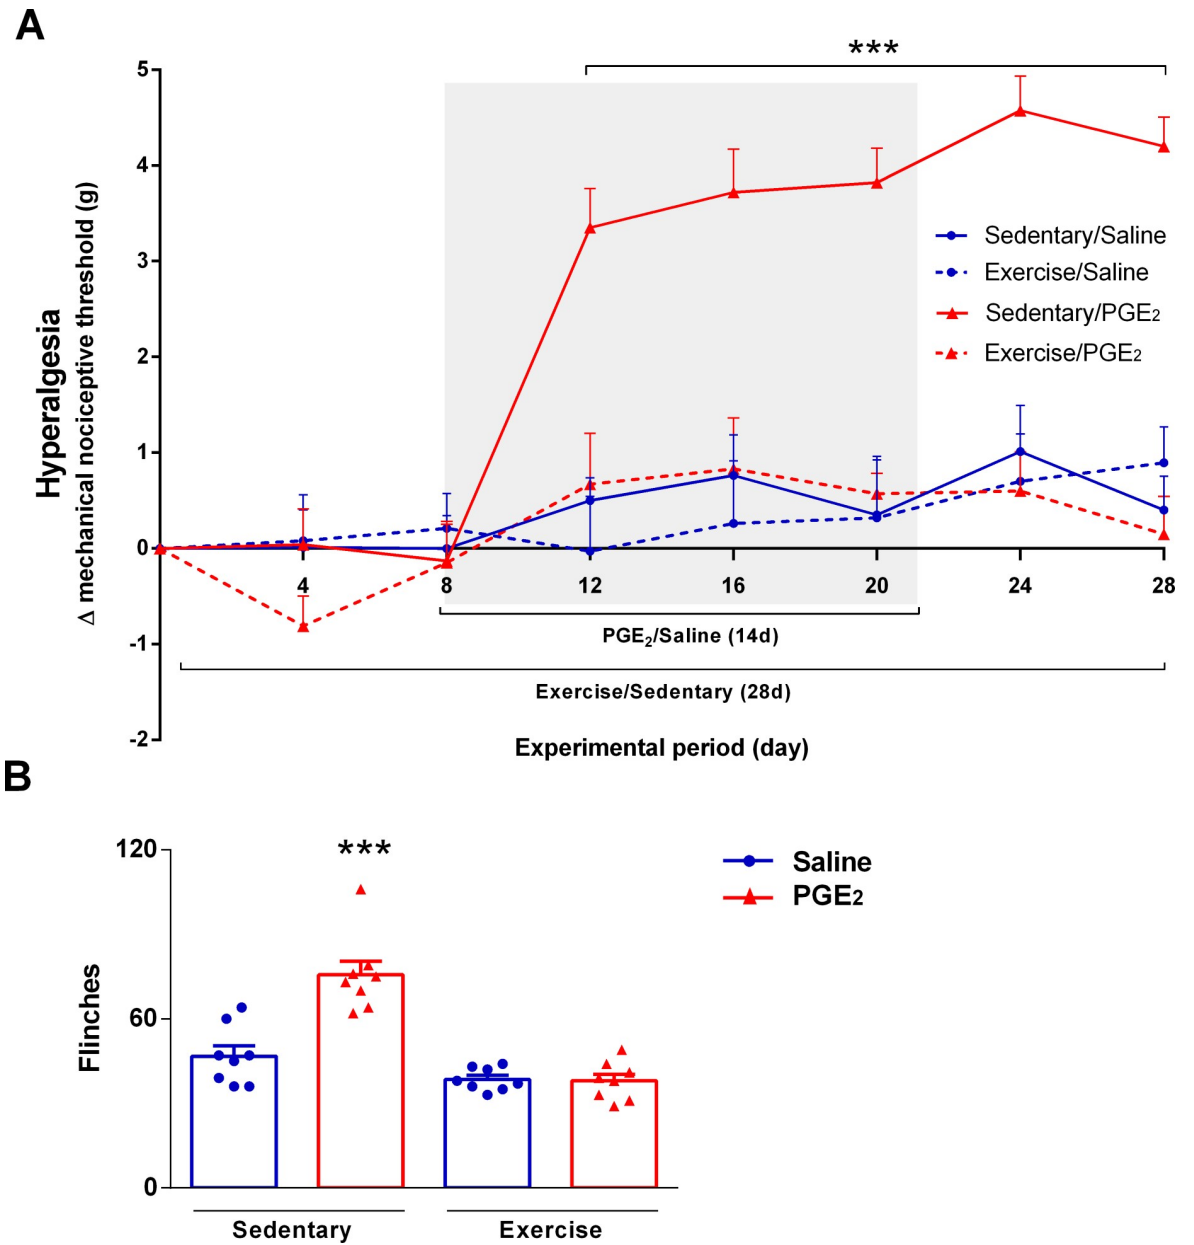 A
***
5
4
3
2
1
0
-1
-2
Hyperalgesia
Δ mechanical nociceptive threshold (g)
Sedentary/Saline
Exercise/Saline
Sedentary/PGE₂
Exercise/PGE₂
4 8 12 16 20 24 28
PGE₂/Saline (14d)
Exercise/Sedentary (28d)
Experimental period (day)
B
***
120
60
0
Flinches
Saline
PGE₂
Sedentary Exercise